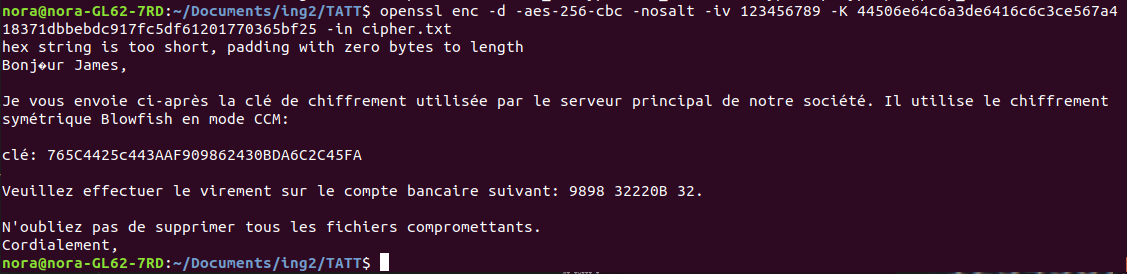 nora@nora-GL62-7RD:~/Documents/ing2/TATT$ openssl enc -d -aes-256-cbc -nosalt -iv 123456789 -K 44506e64c6a3de6416c6c3ce567a4
18371dbbebdc917fc5df61201770365bf25 -in cipher.txt
hex string is too short, padding with zero bytes to length
Bonj�ur James,
Je vous envoie ci-après la clé de chiffrement utilisée par le serveur principal de notre société. Il utilise le chiffrement
symétrique Blowfish en mode CCM:
clé: 765C4425c443AAF909862430BDA6C2C45FA
Veuillez effectuer le virement sur le compte bancaire suivant: 9898 32220B 32.
N'oubliez pas de supprimer tous les fichiers compromettants.
Cordialement,
nora@nora-GL62-7RD:~/Documents/ing2/TATT$